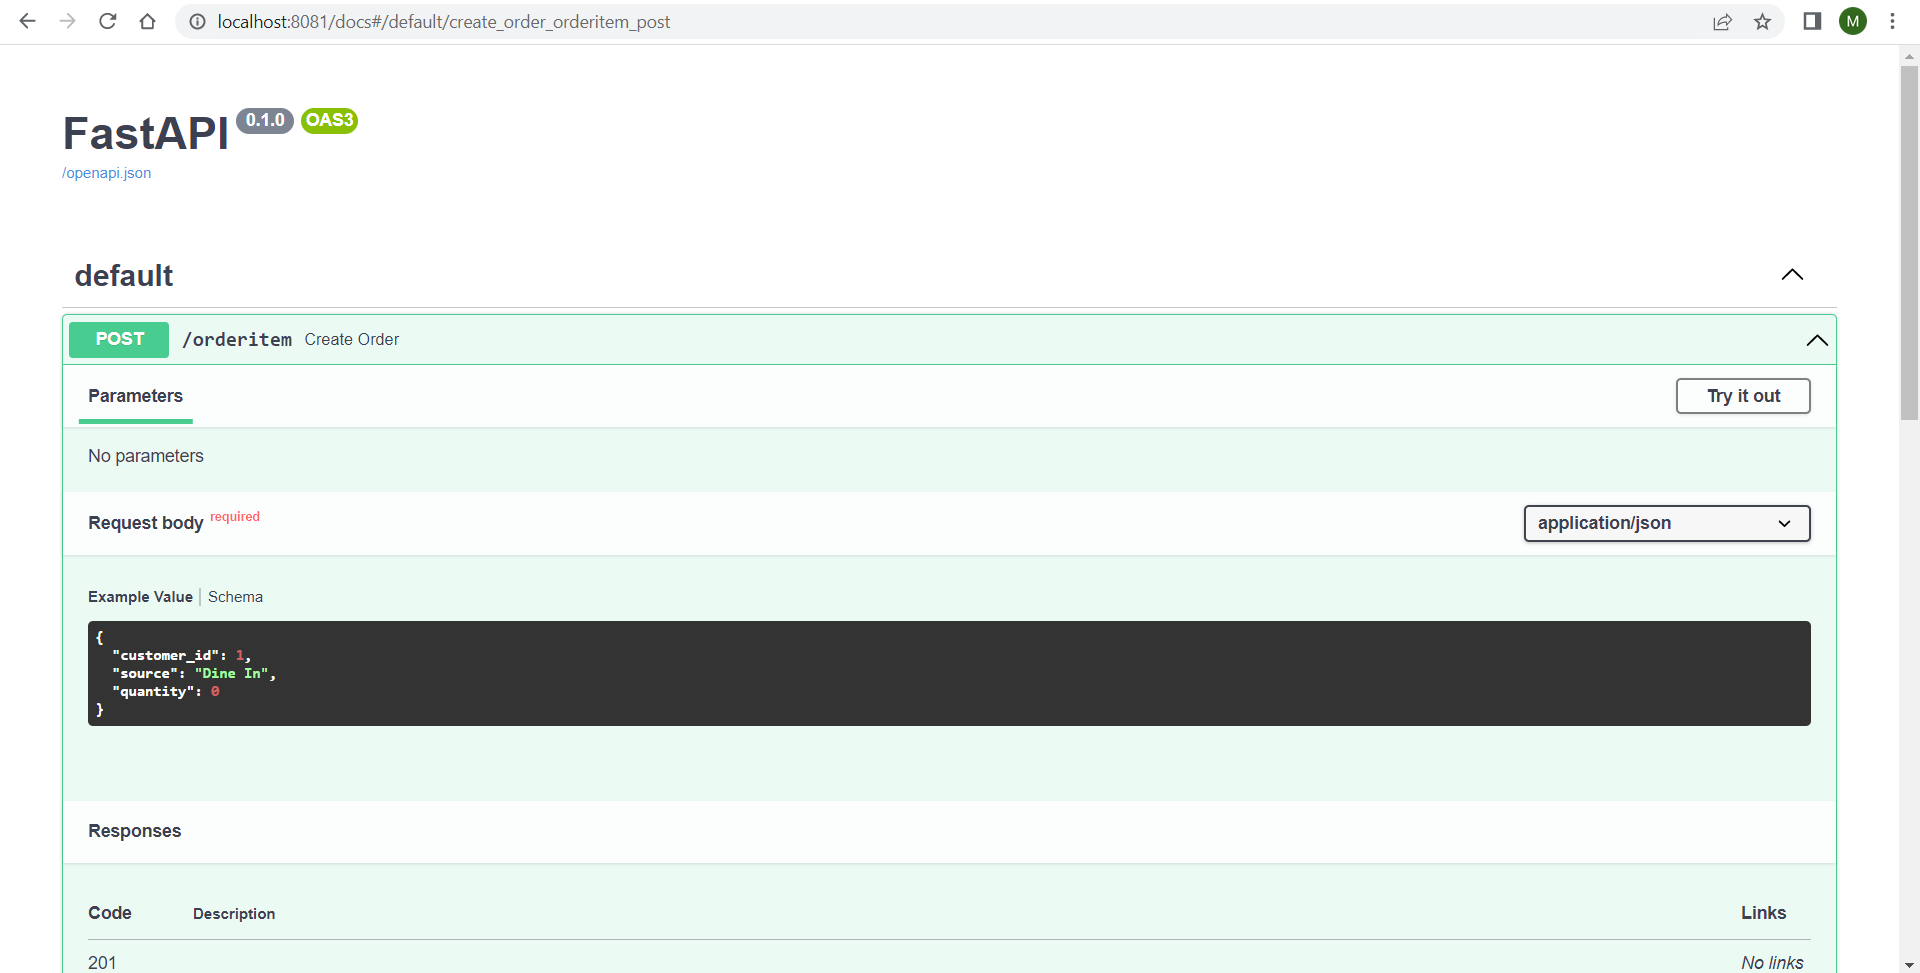 localhost:8081/docs#/default/create_order_orderitem_post
M
FastAPI 0.1.0 OAS3
/openapi.json
default
POST /orderitem Create Order
Parameters Try it out
No parameters
Request body required application/json
Example Value Schema
{
"customer_id": 1,
"source": "Dine In",
"quantity": 0
}
Responses
Code Description Links
201 No links